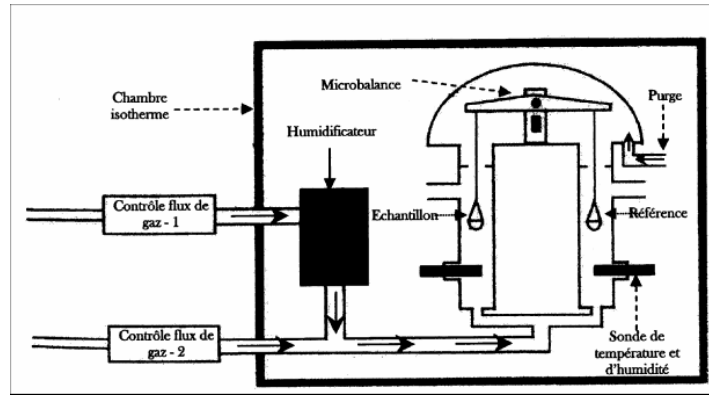 Microbalance
Chambre
isotherme
Purge
Humidificateur
Contrôle flux de
gaz - 1
Echantillon
Référence
Contrôle flux de
gaz - 2
Sonde de
température et
d'humidité